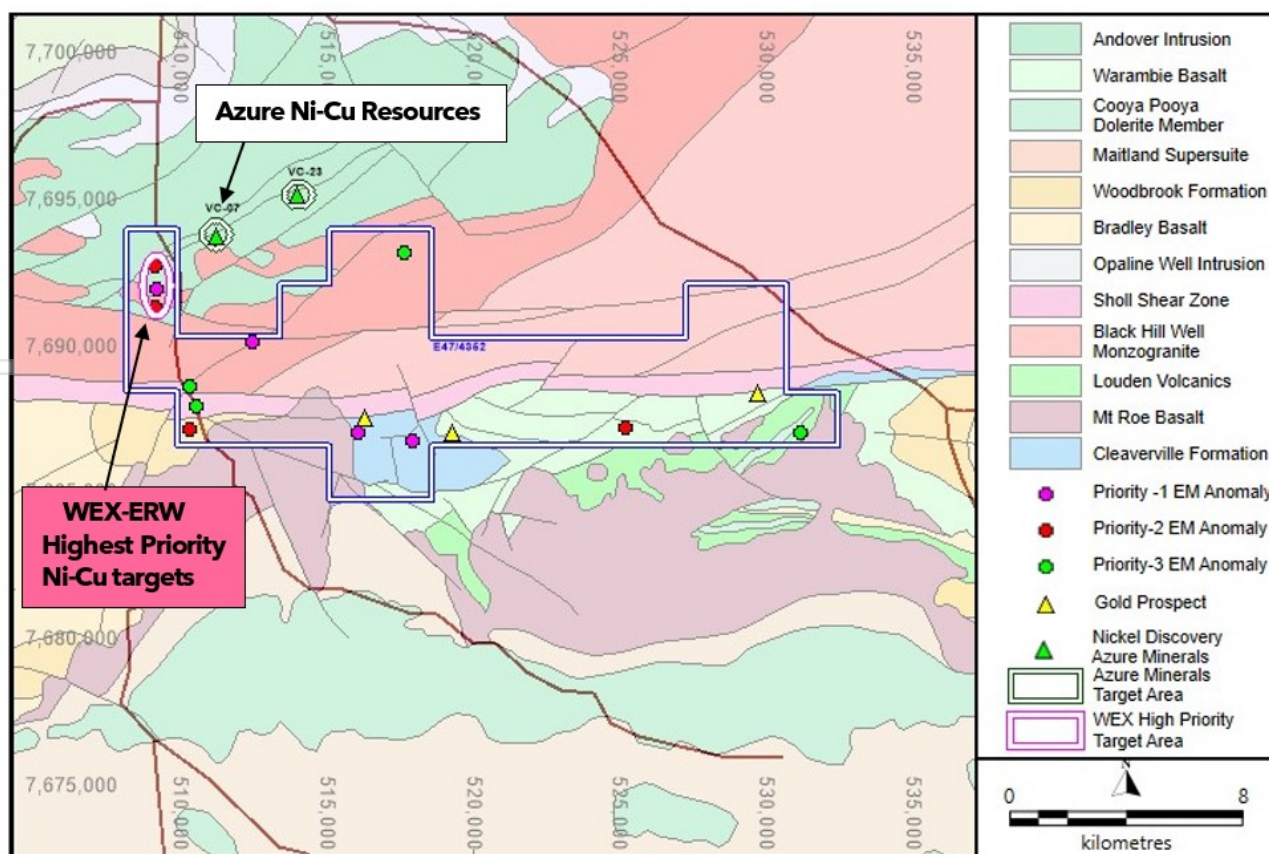 7,700,000
510,000
515,000
520,000
525,000
530,000
535,000
Azure Ni-Cu Resources
7,695,000
VC-23
VC-07
7,690,000
E47/4352
WEX-ERW
Highest Priority
Ni-Cu targets
7,680,000
7,675,000
510,000
515,000
520,000
525,000
530,000
535,000
Andover Intrusion
Warambie Basalt
Cooya Pooya
Dolerite Member
Maitland Supersuite
Woodbrook Formation
Bradley Basalt
Opaline Well Intrusion
Sholl Shear Zone
Black Hill Well
Monzogranite
Louden Volcanics
Mt Roe Basalt
Cleaverville Formation
Priority -1 EM Anomaly
Priority-2 EM Anomaly
Priority-3 EM Anomaly
Gold Prospect
Nickel Discovery
Azure Minerals
Azure Minerals
Target Area
WEX High Priority
Target Area
N
0 8
kilometres